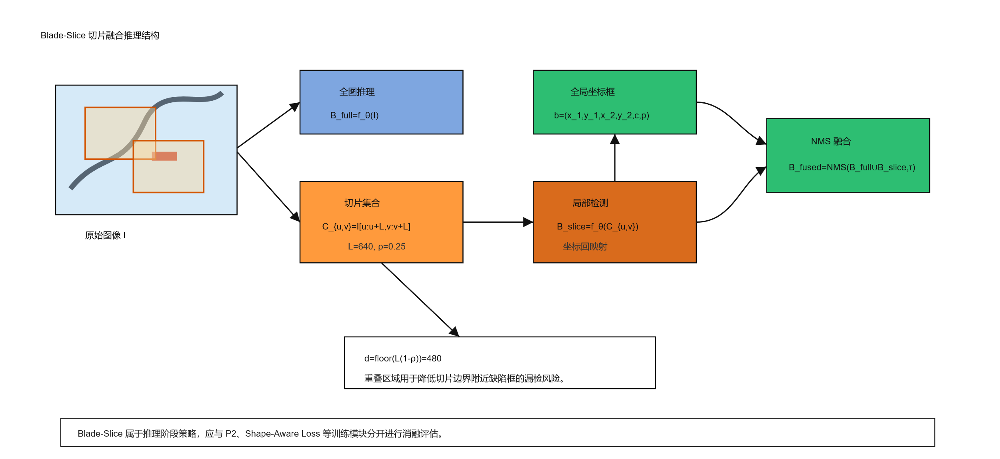 Blade-Slice 切片融合推理结构
全图推理
B_full=f_θ(I)
全局坐标框
b=(x_1,y_1,x_2,y_2,c,p)
NMS 融合
B_fused=NMS(B_full∪B_slice,τ)
切片集合
C_{u,v}=I[u:u+L,v:v+L]
L=640, ρ=0.25
局部检测
B_slice=f_θ(C_{u,v})
坐标回映射
原始图像 I
d=floor(L(1-ρ))=480
重叠区域用于降低切片边界附近缺陷框的漏检风险。
Blade-Slice 属于推理阶段策略，应与 P2、Shape-Aware Loss 等训练模块分开进行消融评估。